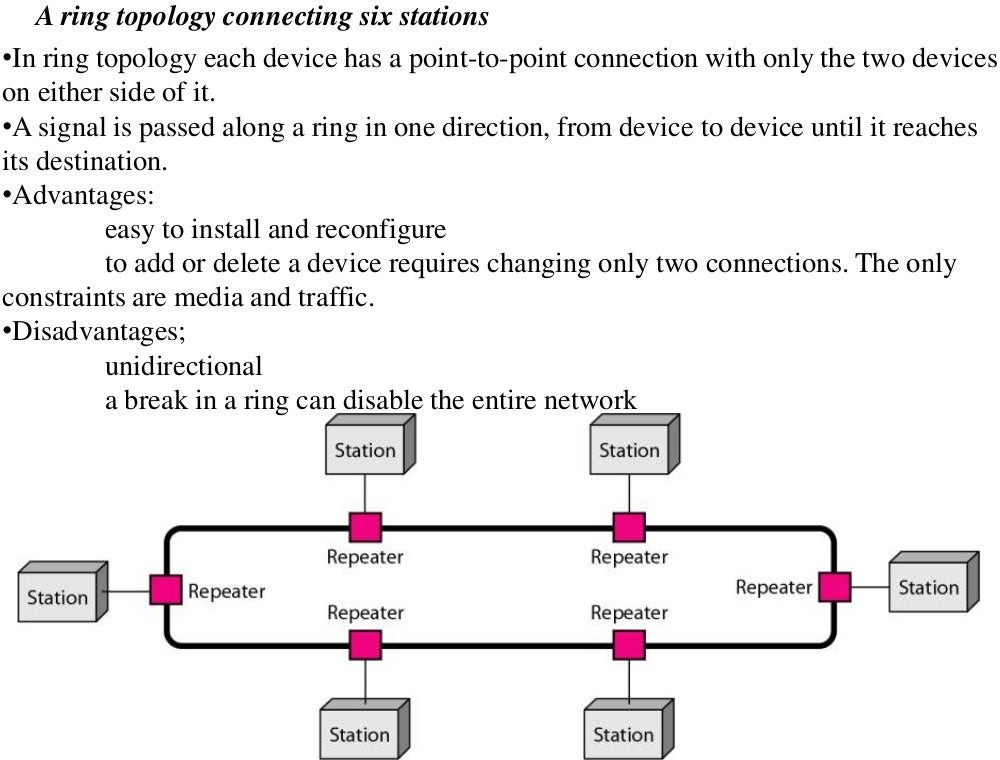 A ring topology connecting six stations
•In ring topology each device has a point-to-point connection with only the two devices
on either side of it.
•A signal is passed along a ring in one direction, from device to device until it reaches
its destination.
•Advantages:
easy to install and reconfigure
to add or delete a device requires changing only two connections. The only
constraints are media and traffic.
•Disadvantages;
unidirectional
a break in a ring can disable the entire network
Station
Station
Repeater
Repeater
Station
Repeater
Repeater
Station
Repeater
Repeater
Station
Station